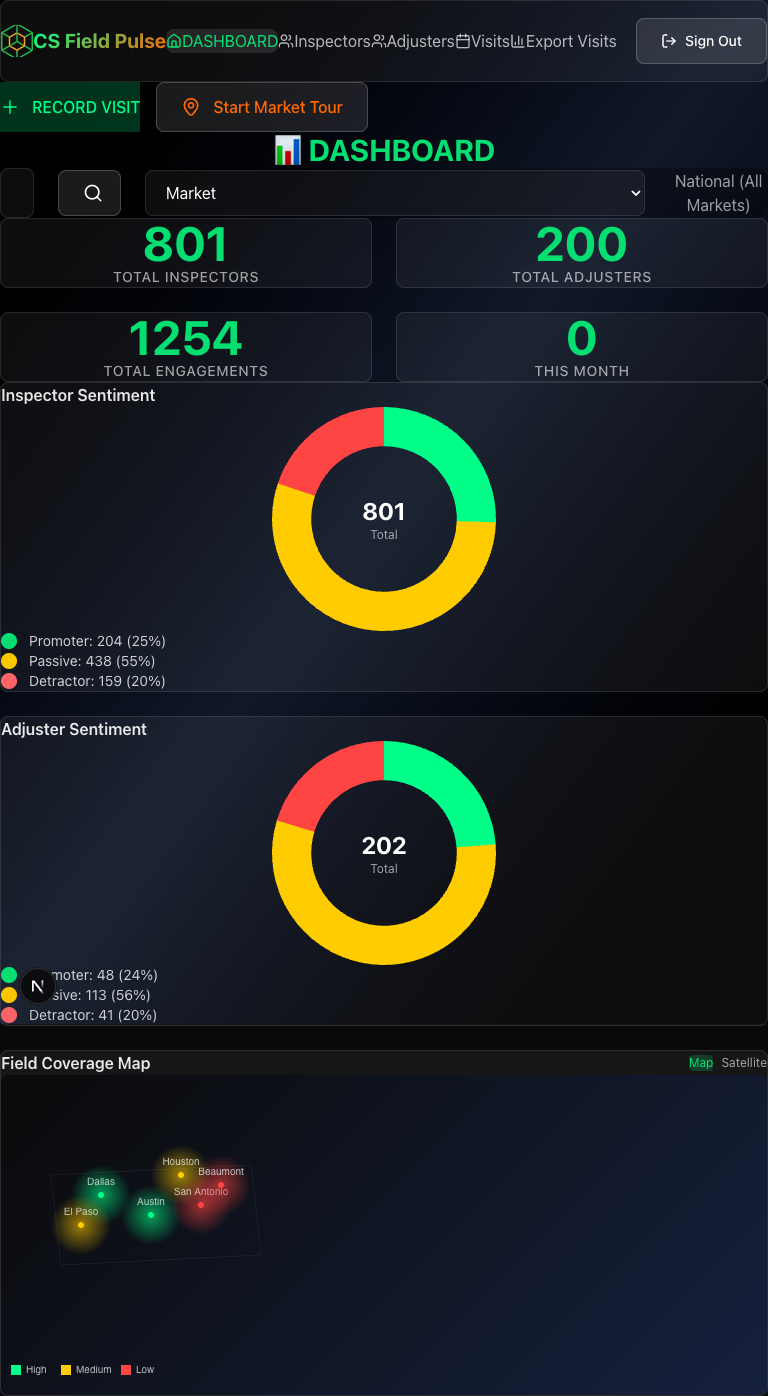 CS Field Pulse DASHBOARD Inspectors Adjusters Visits Export Visits Sign Out
RECORD VISIT Start Market Tour
📊 DASHBOARD
Market National (All
Markets)
801 200
TOTAL INSPECTORS TOTAL ADJUSTERS
1254 0
TOTAL ENGAGEMENTS THIS MONTH
Inspector Sentiment
801
Total
Promoter: 204 (25%)
Passive: 438 (55%)
Detractor: 159 (20%)
Adjuster Sentiment
202
Total
moter: 48 (24%)
N sive: 113 (56%)
Detractor: 41 (20%)
Field Coverage Map Map Satellite
Houston
Beaumont
Dallas
San Antonio
Austin
El Paso
High Medium Low